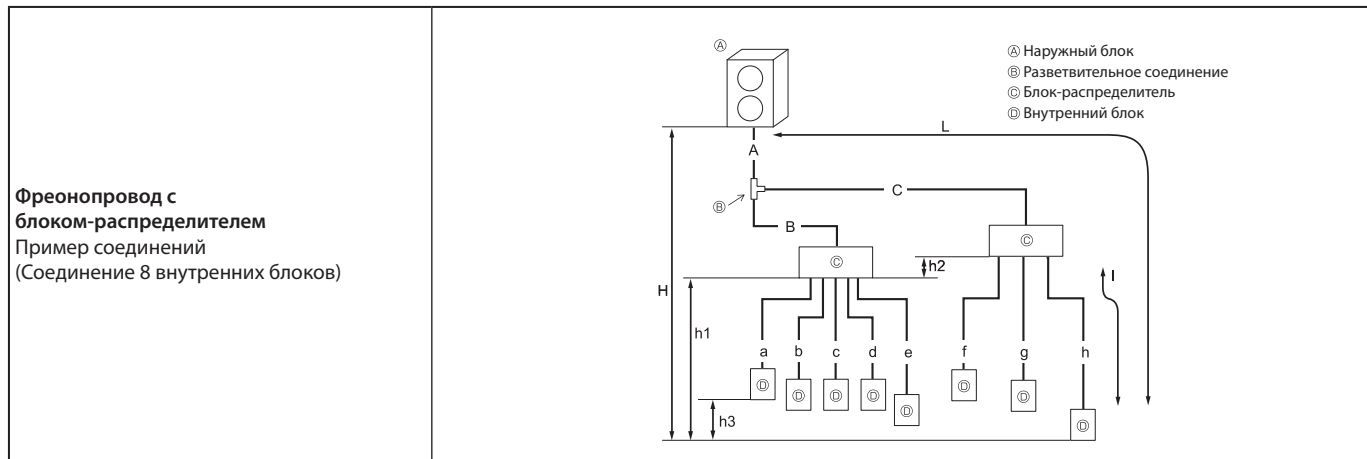 Фреонопровод с
блоком-распределителем
Пример соединений
(Соединение 8 внутренних блоков)
Ⓐ
Ⓐ Наружный блок
Ⓑ Разветвительное соединение
Ⓒ Блок-распределитель
Ⓓ Внутренний блок
L
A
C
Ⓑ
B
Ⓒ
Ⓒ
h2
H
l
h1
a b c d e f g h
Ⓓ Ⓓ Ⓓ Ⓓ Ⓓ Ⓓ Ⓓ Ⓓ
h3